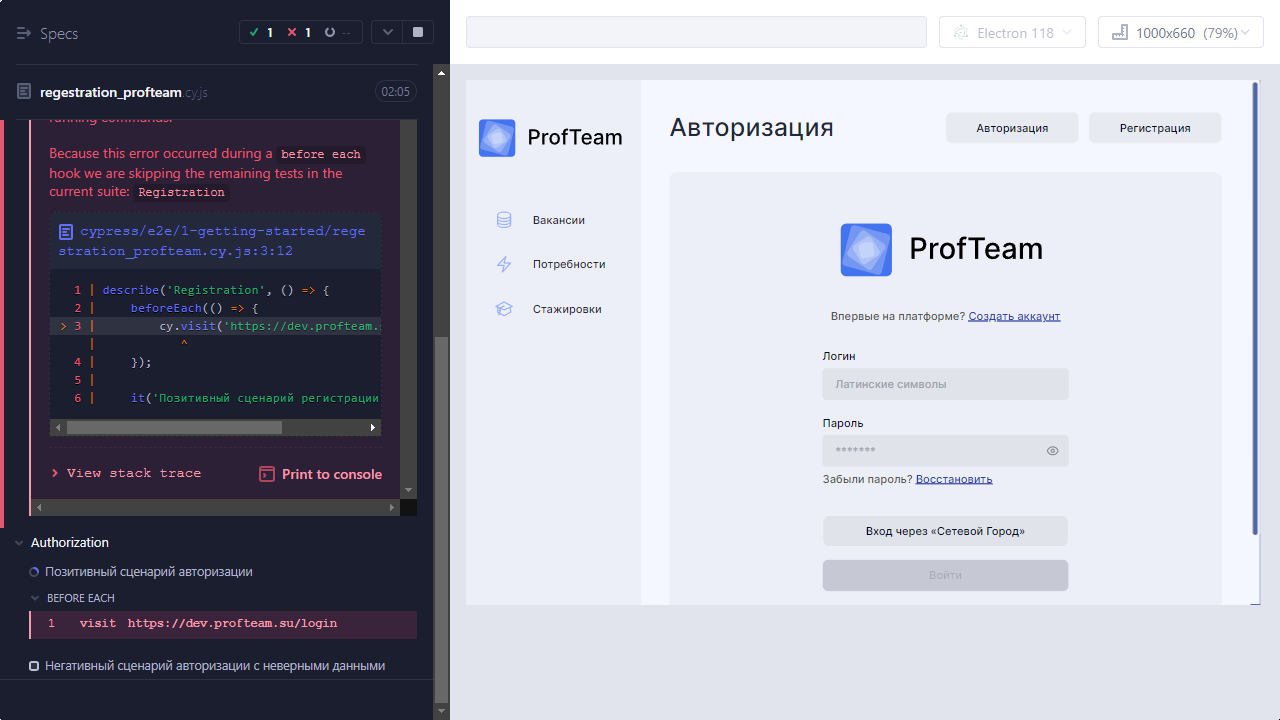 Specs
1
1
--
Electron 118
1000x660 (79%)
regestration_profteam.cy.js
02:05
running commands.
Because this error occurred during a before each
hook we are skipping the remaining tests in the
current suite: Registration
cypress/e2e/1-getting-started/rege
stration_profteam.cy.js:3:12
1 | describe('Registration', () => {
2 |     beforeEach(() => {
> 3 |         cy.visit('https://dev.profteam.s
|            ^
4 |     });
5 |
6 |     it('Позитивный сценарий регистрации
View stack trace
Print to console
Authorization
Позитивный сценарий авторизации
BEFORE EACH
1 visit https://dev.profteam.su/login
Негативный сценарий авторизации с неверными данными
ProfTeam
Вакансии
Потребности
Стажировки
Авторизация
Авторизация
Регистрация
ProfTeam
Впервые на платформе? Создать аккаунт
Логин
Латинские символы
Пароль
*******
Забыли пароль? Восстановить
Вход через «Сетевой Город»
Войти